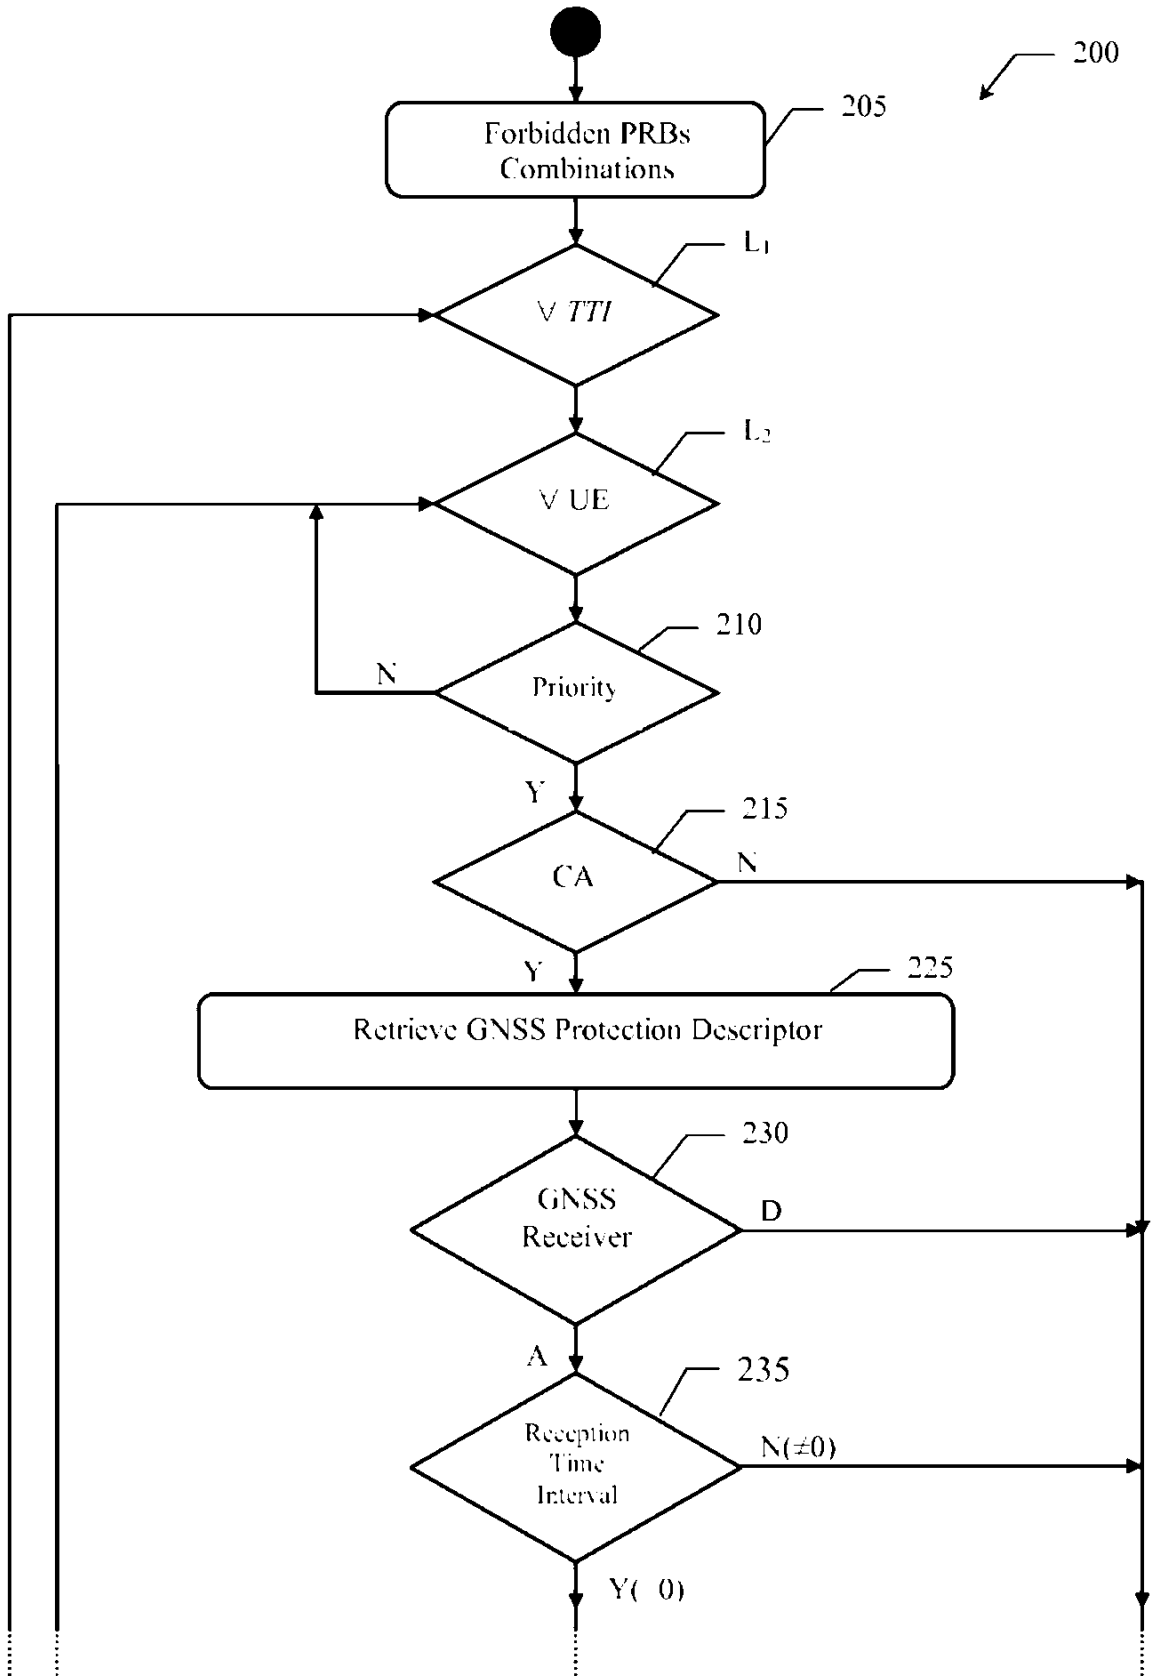 200
205
Forbidden PRBs
Combinations
L₁
∀ TTI
L₂
∀ UE
210
N
Priority
Y
215
CA
N
Y
225
Retrieve GNSS Protection Descriptor
230
GNSS
Receiver
D
A
235
Reception
Time
Interval
N(≠0)
Y( 0)